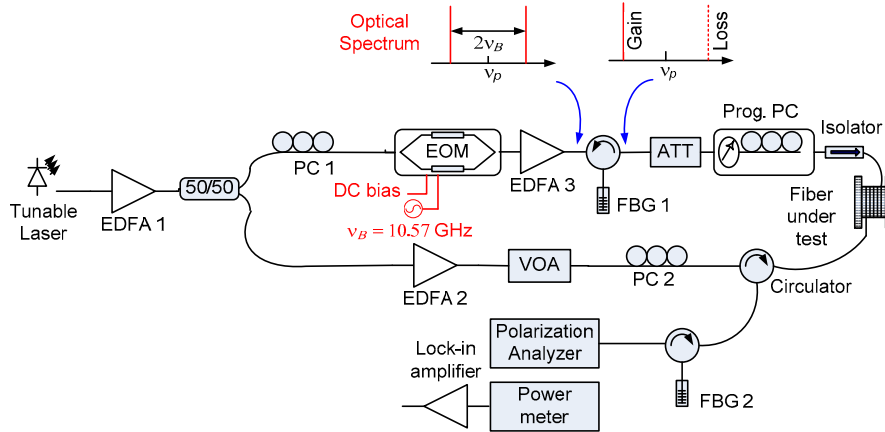 Optical
Spectrum
2νB
νp
Gain
Loss
νp
Prog. PC
Isolator
PC 1
EOM
EDFA 3
ATT
FBG 1
Fiber
under
test
DC bias
νB = 10.57 GHz
Tunable
Laser
EDFA 1
50/50
EDFA 2
VOA
PC 2
Circulator
Polarization
Analyzer
FBG 2
Lock-in
amplifier
Power
meter